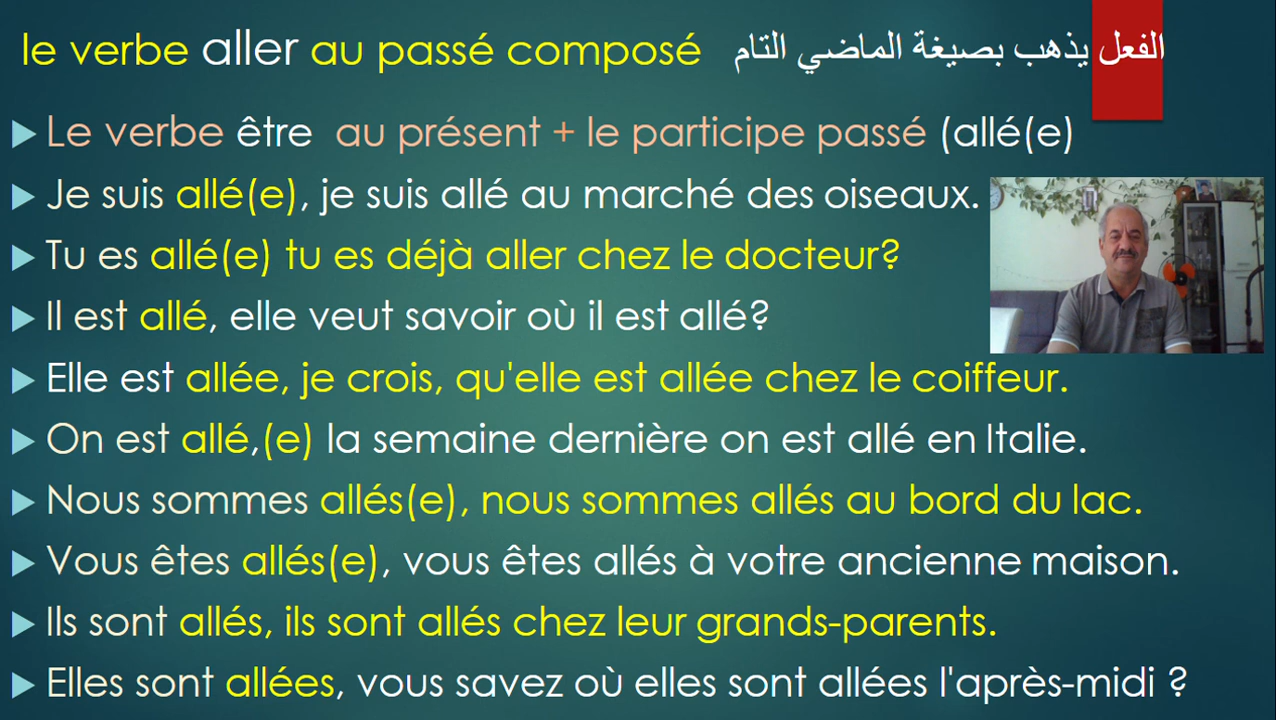 le verbe aller au passé composé الفعل يذهب بصيغة الماضي التام
Le verbe être au présent + le participe passé (allé(e)
Je suis allé(e), je suis allé au marché des oiseaux.
Tu es allé(e) tu es déjà aller chez le docteur?
Il est allé, elle veut savoir où il est allé?
Elle est allée, je crois, qu'elle est allée chez le coiffeur.
On est allé,(e) la semaine dernière on est allé en Italie.
Nous sommes allés(e), nous sommes allés au bord du lac.
Vous êtes allés(e), vous êtes allés à votre ancienne maison.
Ils sont allés, ils sont allés chez leur grands-parents.
Elles sont allées, vous savez où elles sont allées l'après-midi ?